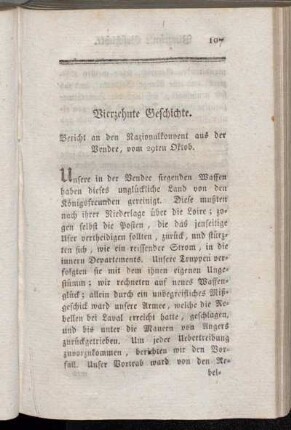 107
Vierzehnte Geschichte.
Bericht an den Nazionalkonvent aus der
Vendee, vom 29ten Oktob.
Unsere in der Vendee siegenden Waffen
haben dieses unglückliche Land von den
Königsfreunden gereinigt. Diese mußten
nach ihrer Niederlage über die Loire; zo-
gen selbst die Posten, die das jenseitige
Ufer vertheidigen sollten, zurück, und stürz-
ten sich, wie ein reissender Strom, in die
innern Departements. Unsere Truppen ver-
folgten sie mit dem ihnen eigenen Unge-
stümm; wir rechneten auf neues Waffen-
glück; allein durch ein unbegreifliches Miß-
geschick ward unsere Armee, welche die Re-
bellen bei Laval erreicht hatte, geschlagen,
und bis unter die Mauern von Angers
zurückgetrieben. Um jeder Uebertreibung
zuvorzukommen, berichten wir den Vor-
fall. Unser Vortrab ward von den Re-
bel-